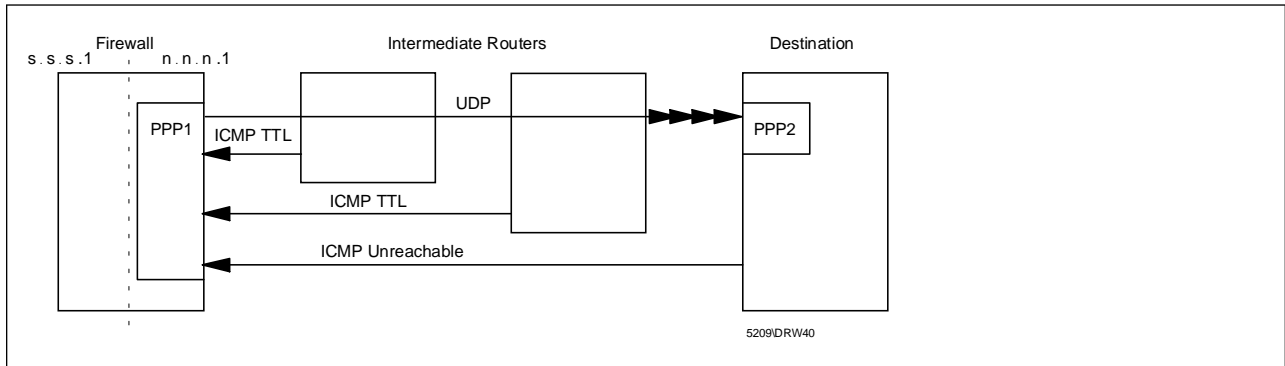 Firewall
Intermediate Routers
Destination
s.s.s.1
n.n.n.1
UDP
PPP1
PPP2
ICMP TTL
ICMP TTL
ICMP Unreachable
5209\DRW40